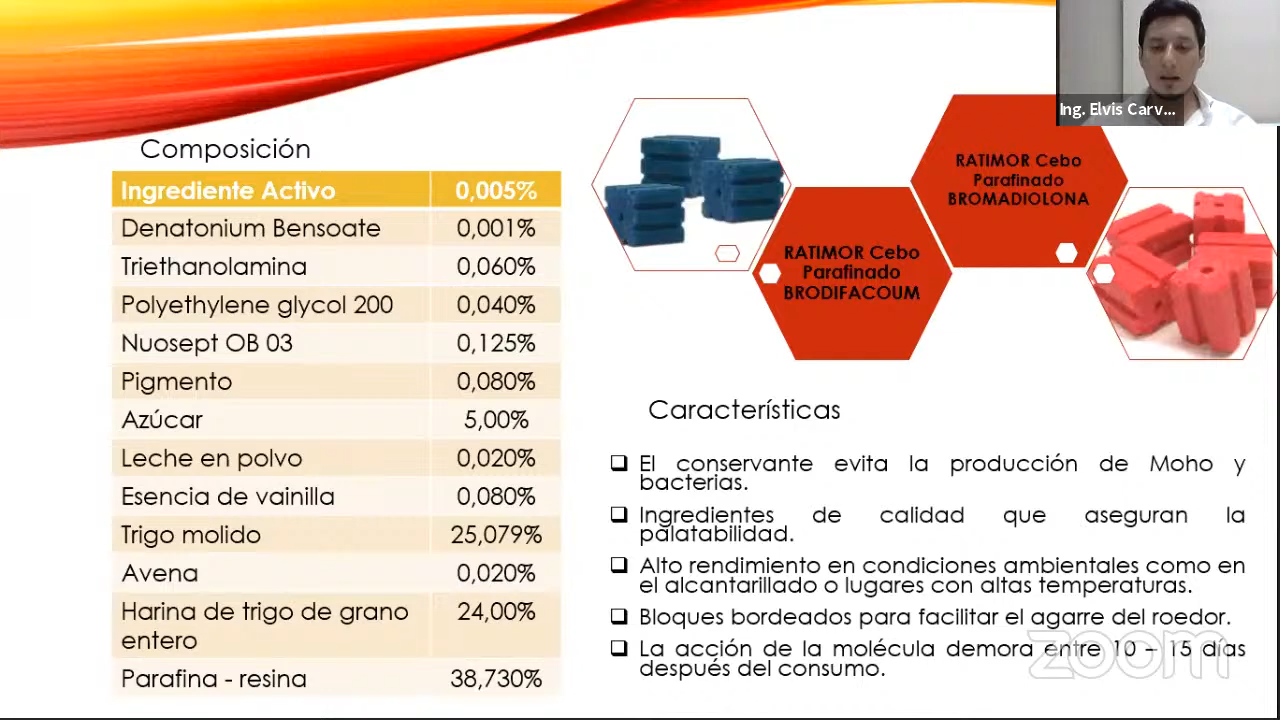 Ing. Elvis Carv...
Composición
Ingrediente Activo 0,005%
Denatonium Bensoate 0,001%
Triethanolamina 0,060%
Polyethylene glycol 200 0,040%
Nuosept OB 03 0,125%
Pigmento 0,080%
Azúcar 5,00%
Leche en polvo 0,020%
Esencia de vainilla 0,080%
Trigo molido 25,079%
Avena 0,020%
Harina de trigo de grano 24,00%
entero
Parafina - resina 38,730%
RATIMOR Cebo
Parafinado
BROMADIOLONA
RATIMOR Cebo
Parafinado
BRODIFACOUM
Características
El conservante evita la producción de Moho y
bacterias.
Ingredientes de calidad que aseguran la
palatabilidad.
Alto rendimiento en condiciones ambientales como en
el alcantarillado o lugares con altas temperaturas.
Bloques bordeados para facilitar el agarre del roedor.
La acción de la molécula demora entre 10 – 15 días
después del consumo.
zoom